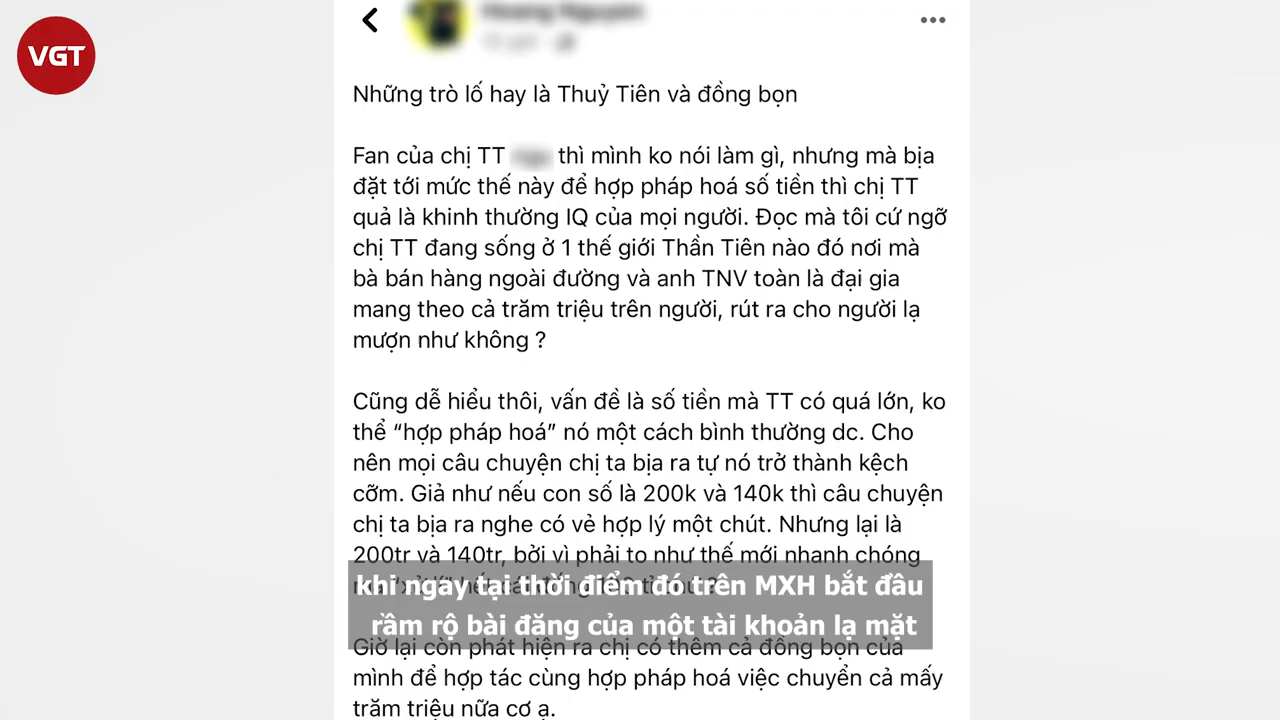 VGT
Những trò lố hay là Thuỷ Tiên và đồng bọn
Fan của chị TT thì mình ko nói làm gì, nhưng mà bịa
đặt tới mức thế này để hợp pháp hoá số tiền thì chị TT
quả là khinh thường IQ của mọi người. Đọc mà tôi cứ ngỡ
chị TT đang sống ở 1 thế giới Thần Tiên nào đó nơi mà
bà bán hàng ngoài đường và anh TNV toàn là đại gia
mang theo cả trăm triệu trên người, rút ra cho người lạ
mượn như không ?
Cũng dễ hiểu thôi, vấn đề là số tiền mà TT có quá lớn, ko
thể “hợp pháp hoá” nó một cách bình thường dc. Cho
nên mọi câu chuyện chị ta bịa ra tự nó trở thành kệch
cỡm. Giả như nếu con số là 200k và 140k thì câu chuyện
chị ta bịa ra nghe có vẻ hợp lý một chút. Nhưng lại là
200tr và 140tr, bởi vì phải to như thế mới nhanh chóng
khi ngay tại thời điểm đó trên MXH bắt đầu
rầm rộ bài đăng của một tài khoản lạ mặt
Giờ lại còn phát hiện ra chị có thêm cả đồng bọn của
mình để hợp tác cùng hợp pháp hoá việc chuyển cả mấy
trăm triệu nữa cơ ạ.